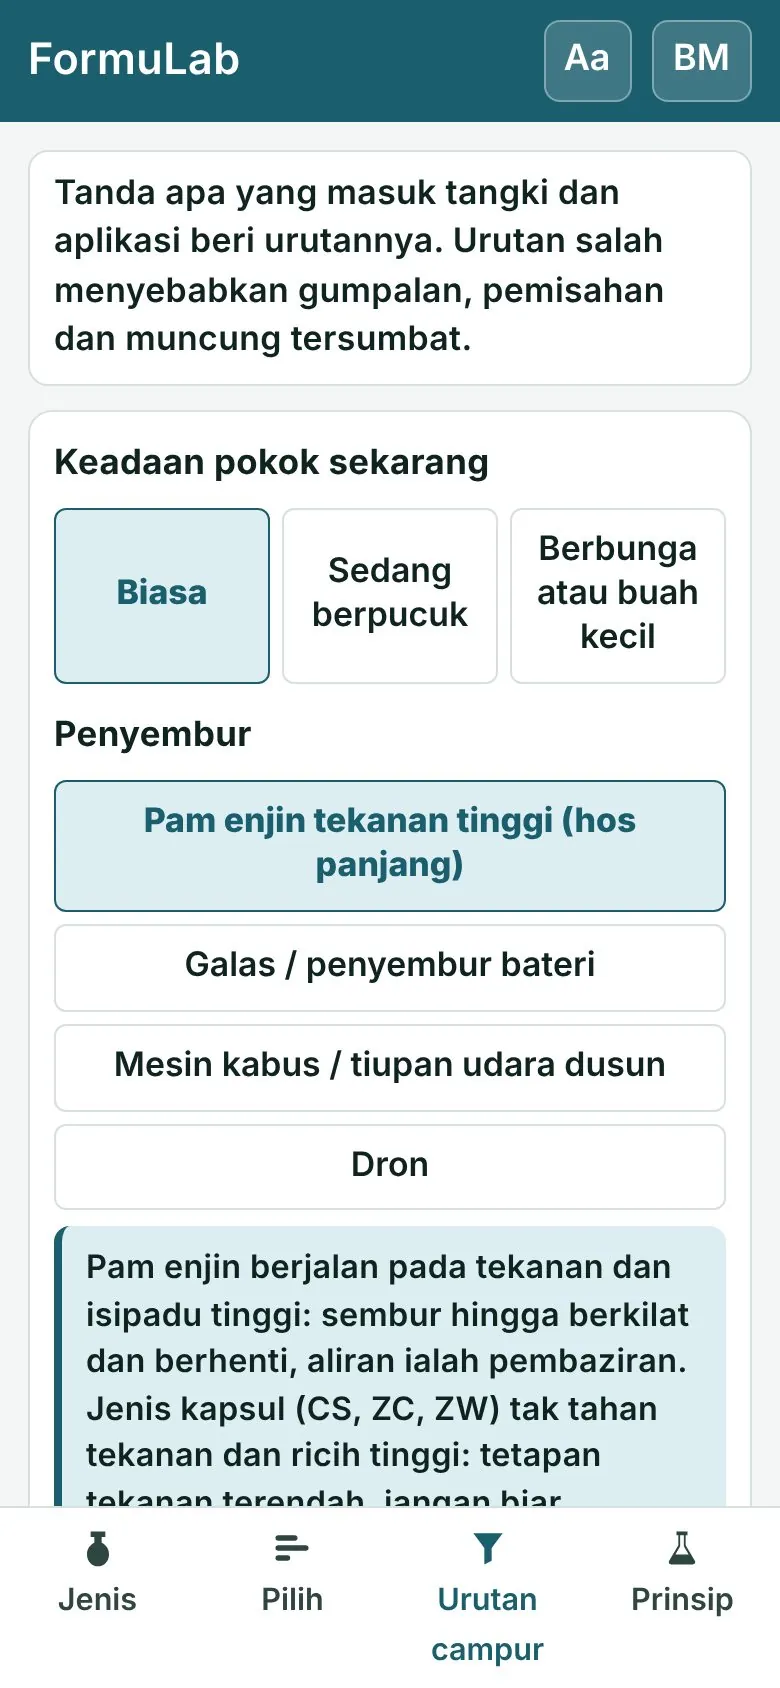 FormuLab
Aa
BM
Tanda apa yang masuk tangki dan
aplikasi beri urutannya. Urutan salah
menyebabkan gumpalan, pemisahan
dan muncung tersumbat.
Keadaan pokok sekarang
Biasa
Sedang
berpucuk
Berbunga
atau buah
kecil
Penyembur
Pam enjin tekanan tinggi (hos
panjang)
Galas / penyembur bateri
Mesin kabus / tiupan udara dusun
Dron
Pam enjin berjalan pada tekanan dan
isipadu tinggi: sembur hingga berkilat
dan berhenti, aliran ialah pembaziran.
Jenis kapsul (CS, ZC, ZW) tak tahan
tekanan dan ricih tinggi: tetapan
tekanan terendah, jangan biar
Jenis
Pilih
Urutan
campur
Prinsip